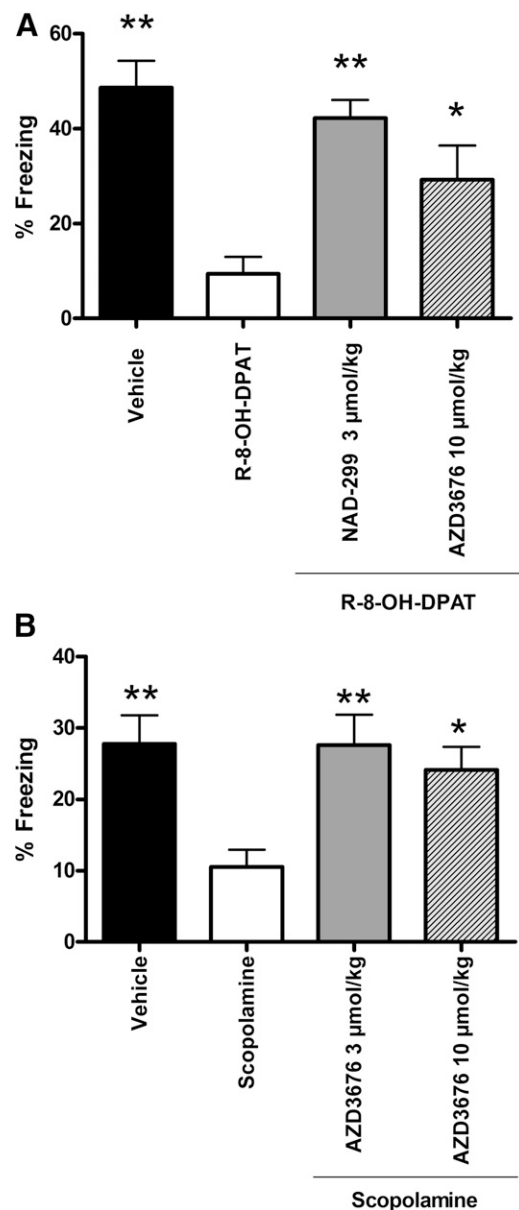 A
60
40
20
0
% Freezing
**
**
*
Vehicle
R-8-OH-DPAT
NAD-299 3 µmol/kg
AZD3676 10 µmol/kg
R-8-OH-DPAT
B
40
30
20
10
0
% Freezing
**
**
*
Vehicle
Scopolamine
AZD3676 3 µmol/kg
AZD3676 10 µmol/kg
Scopolamine